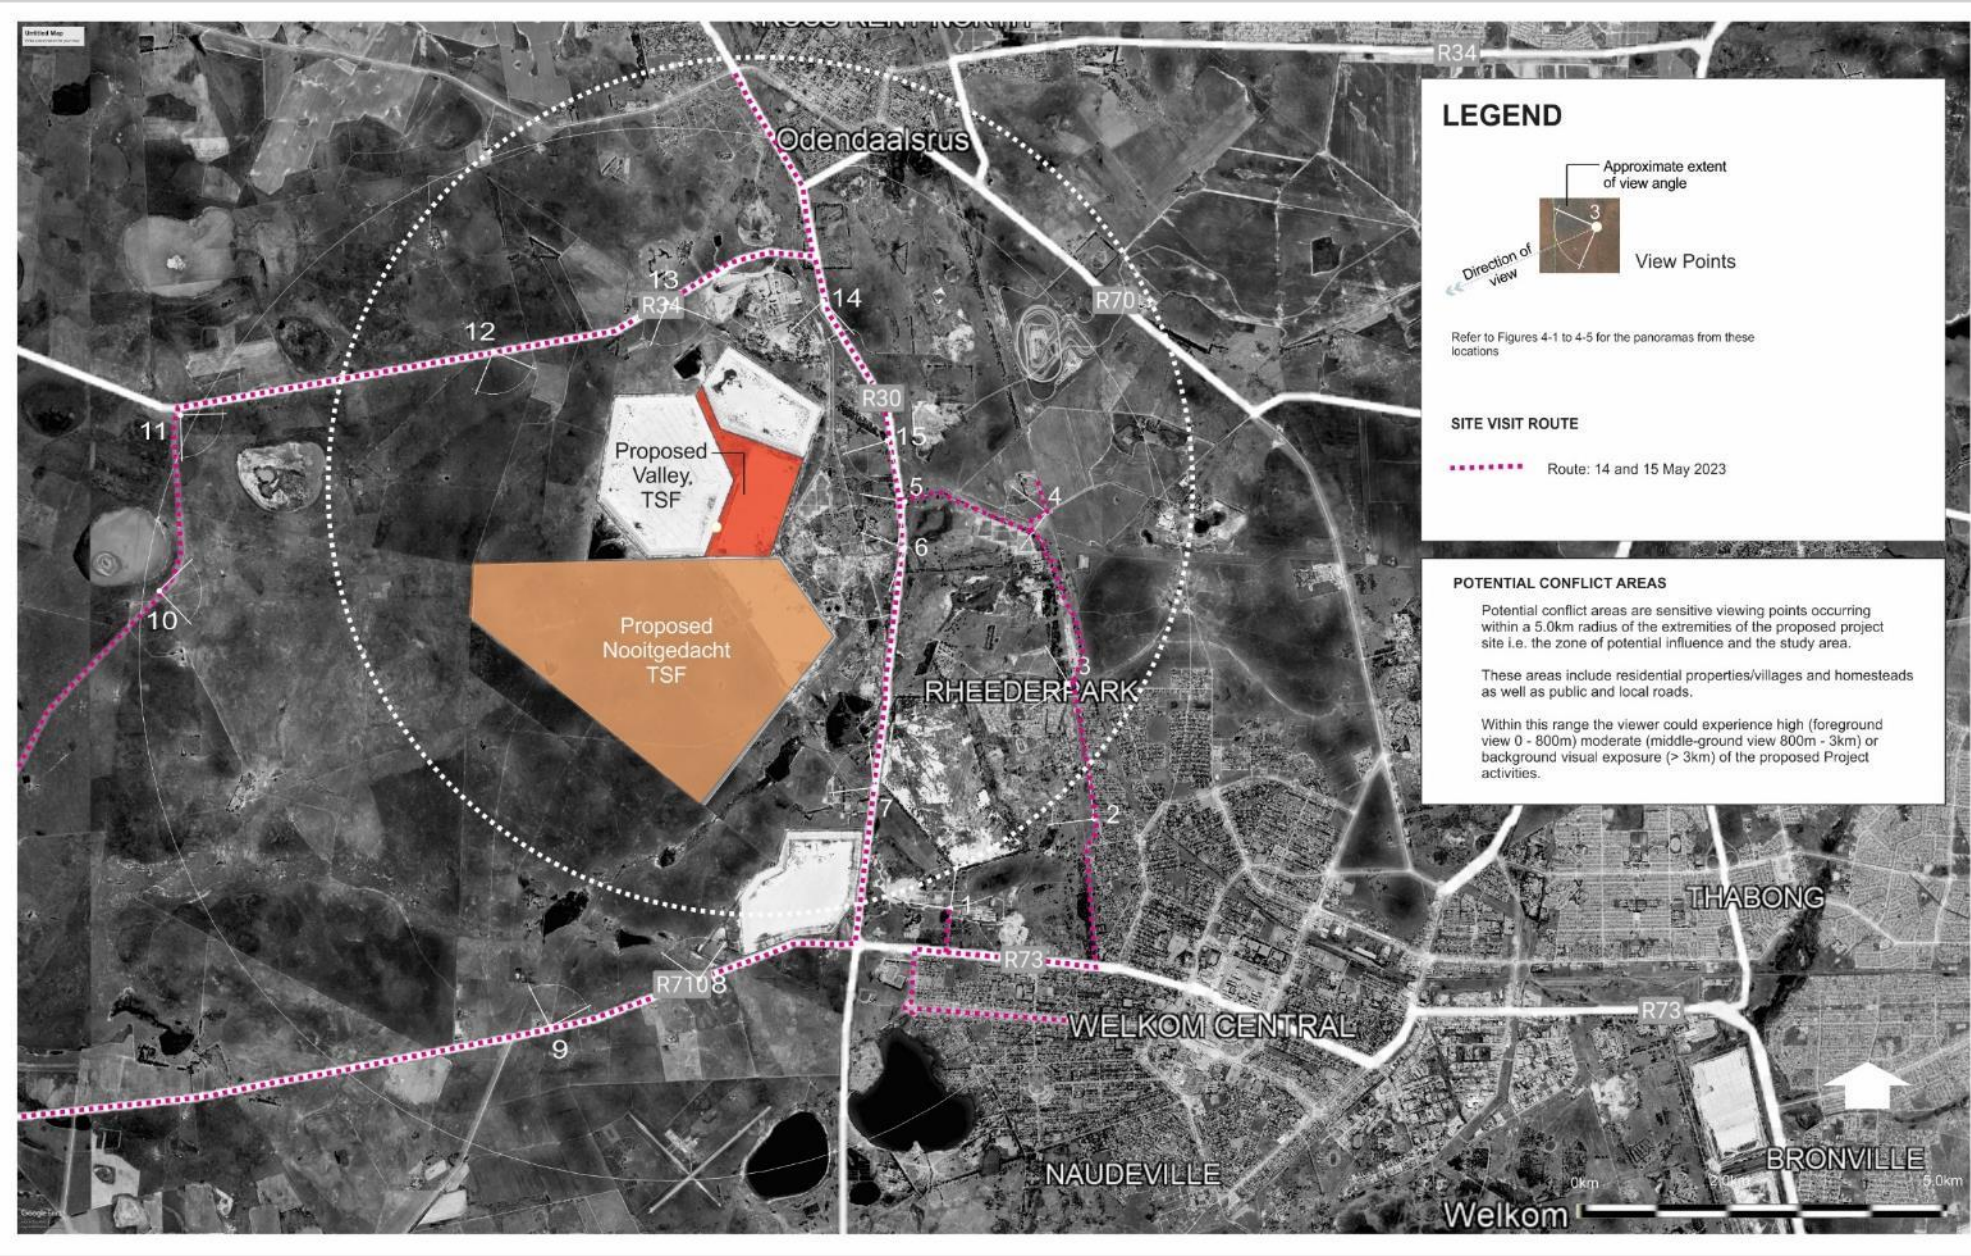 Untitled Map
ROSS KENT NORTH
R34
Odendaalsrus
LEGEND
Approximate extent
of view angle
3
Direction of
view
View Points
Refer to Figures 4-1 to 4-5 for the panoramas from these
locations
SITE VISIT ROUTE
Route: 14 and 15 May 2023
13
R34
14
R70
12
R30
11
15
Proposed
Valley,
TSF
5
4
6
10
Proposed
Nooitgedacht
TSF
3
RHEEDERPARK
7
2
POTENTIAL CONFLICT AREAS
Potential conflict areas are sensitive viewing points occurring
within a 5.0km radius of the extremities of the proposed project
site i.e. the zone of potential influence and the study area.
These areas include residential properties/villages and homesteads
as well as public and local roads.
Within this range the viewer could experience high (foreground
view 0 - 800m) moderate (middle-ground view 800m - 3km) or
background visual exposure (> 3km) of the proposed Project
activities.
1
THABONG
R73
R710
8
R73
WELKOM CENTRAL
9
NAUDEVILLE
BRONVILLE
0km
2.0km
5.0km
Welkom